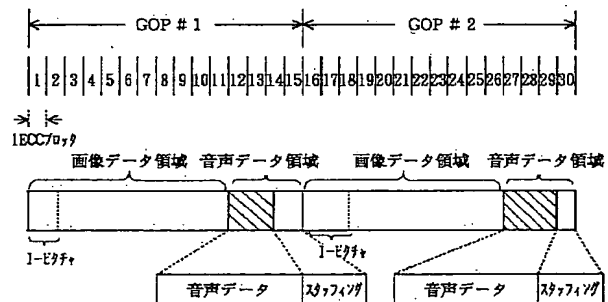 GOP # 1 GOP # 2
1 2 3 4 5 6 7 8 9 10 11 12 13 14 15 16 17 18 19 20 21 22 23 24 25 26 27 28 29 30
1ECCブロック
画像データ領域 音声データ領域 画像データ領域 音声データ領域
I-ピクチャ I-ピクチャ
音声データ スタッフィング 音声データ スタッフィング